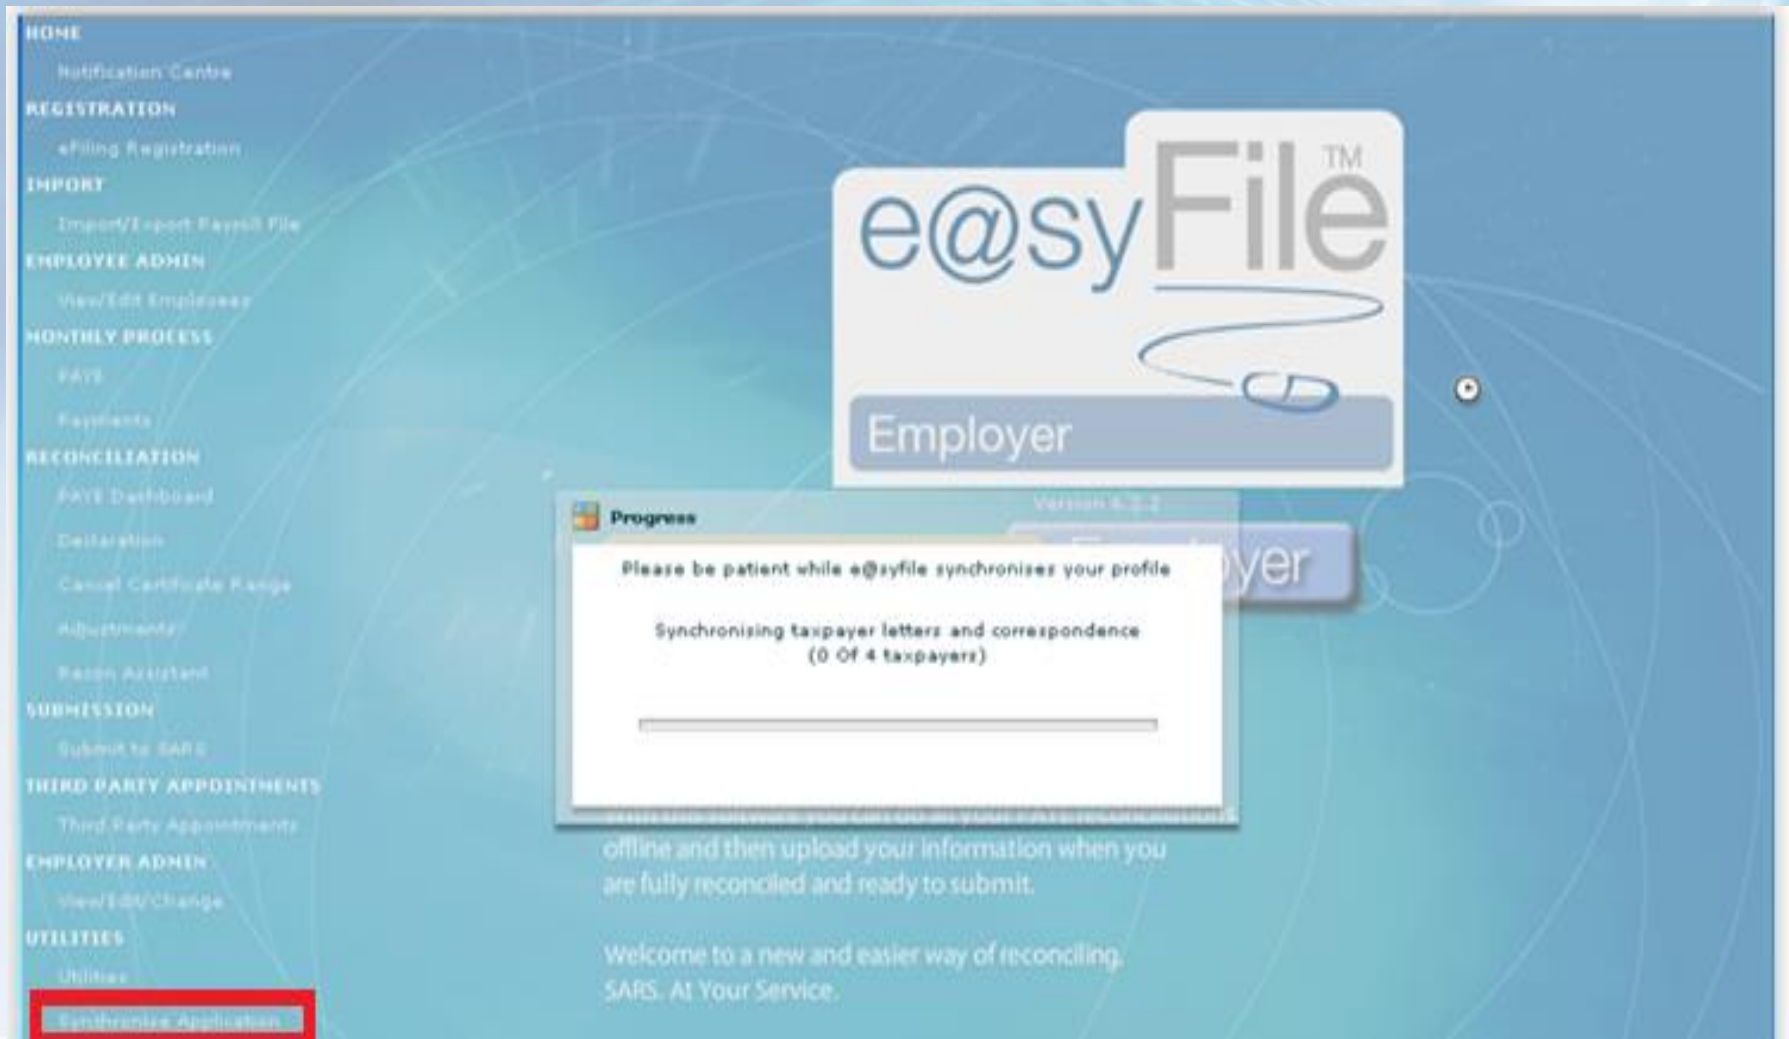 HOME
Notification Centre
REGISTRATION
eFiling Registration
IMPORT
Import/Export Payroll File
EMPLOYEE ADMIN
View/Edit Employees
MONTHLY PROCESS
PAYE
Payments
RECONCILIATION
PAYE Dashboard
Declaration
Cancel Certificate Range
Adjustments
Recon Assistant
SUBMISSION
Submit to SARS
THIRD PARTY APPOINTMENTS
Third Party Appointments
EMPLOYER ADMIN
View/Edit/Change
UTILITIES
Utilities
Synchronize Application
e@syFile™
Employer
Version
yer
Progress
Please be patient while e@syfile synchronises your profile
Synchronising taxpayer letters and correspondence
(0 Of 4 taxpayers)
offline and then upload your information when you
are fully reconciled and ready to submit.
Welcome to a new and easier way of reconciling.
SARS. At Your Service.